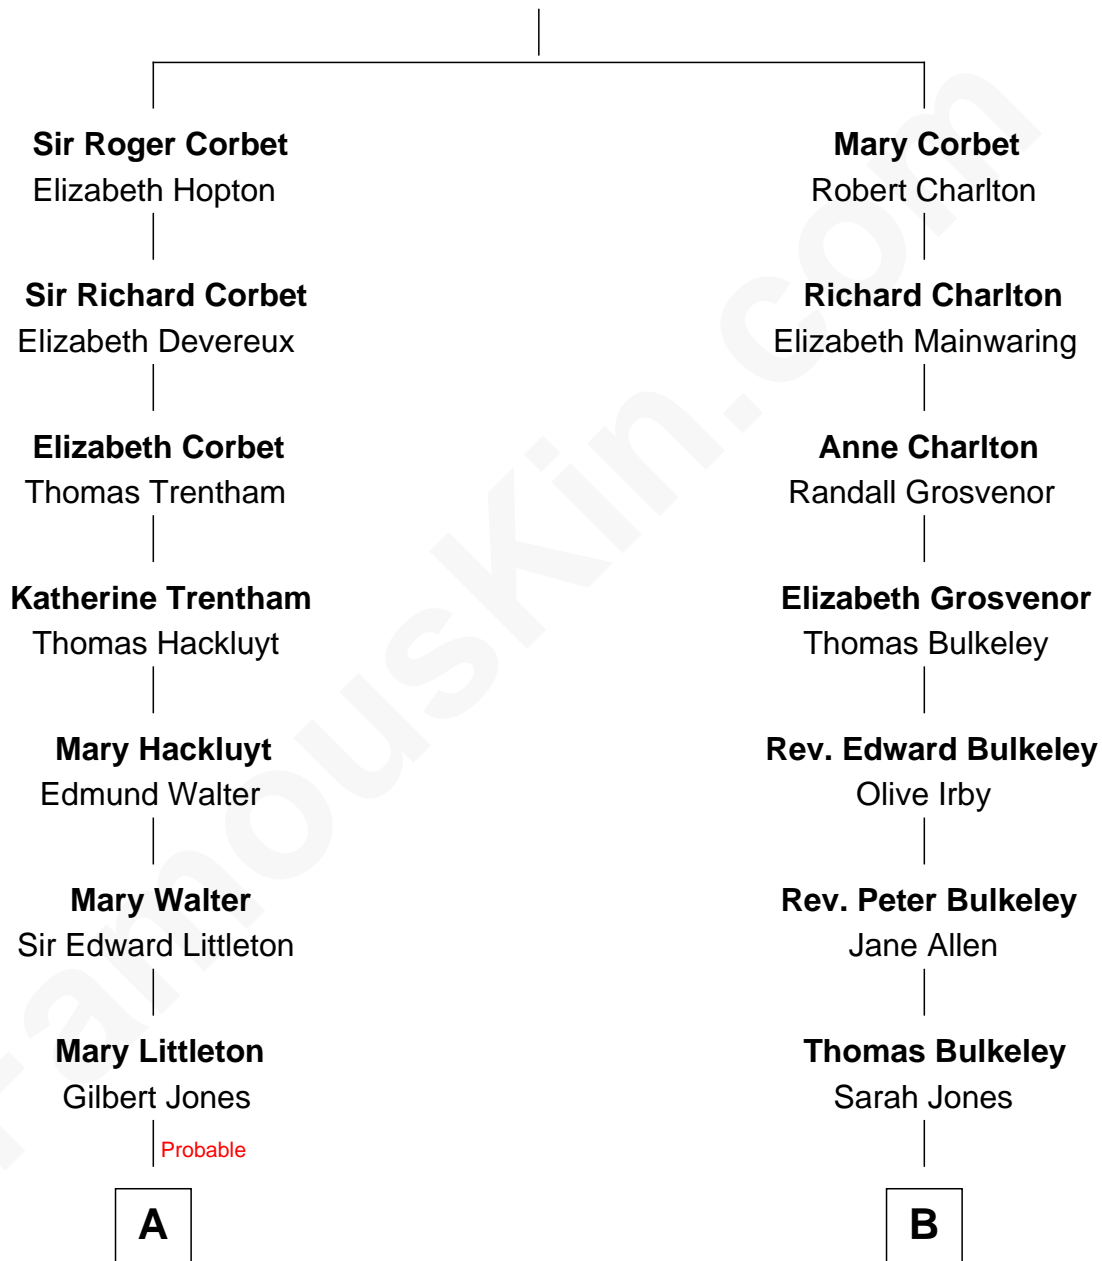 Sir Roger Corbet
Elizabeth Hopton
Mary Corbet
Robert Charlton
Sir Richard Corbet
Elizabeth Devereux
Richard Charlton
Elizabeth Mainwaring
Elizabeth Corbet
Thomas Trentham
Anne Charlton
Randall Grosvenor
Katherine Trentham
Thomas Hackluyt
Elizabeth Grosvenor
Thomas Bulkeley
Mary Hackluyt
Edmund Walter
Rev. Edward Bulkeley
Olive Irby
Mary Walter
Sir Edward Littleton
Rev. Peter Bulkeley
Jane Allen
Mary Littleton
Gilbert Jones
Thomas Bulkeley
Sarah Jones
Probable
A
B
FamousKin.com